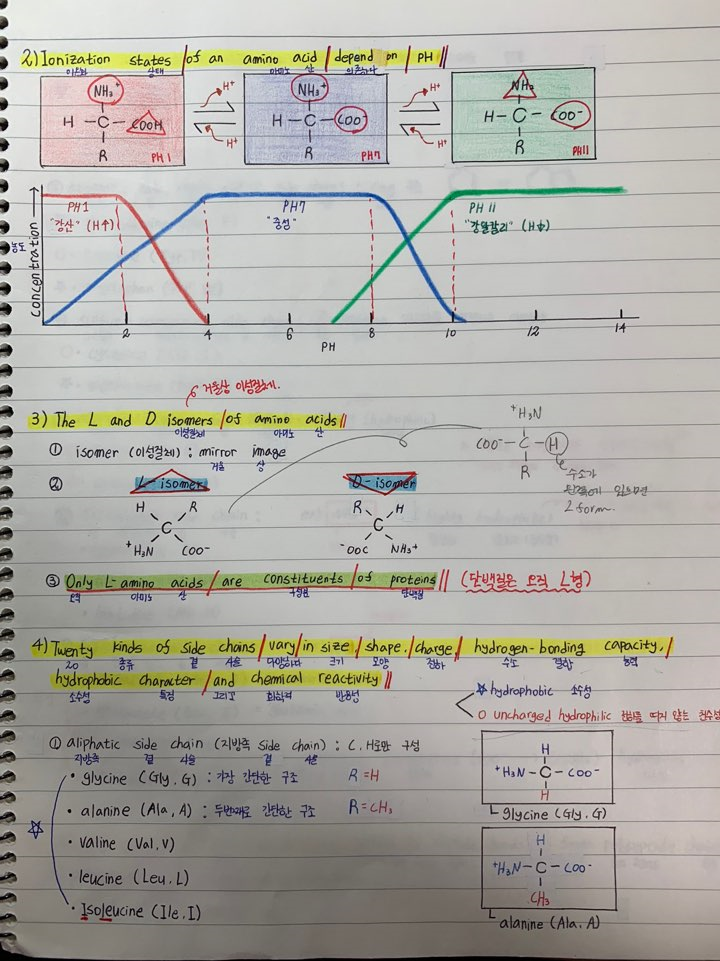 2) Ionization states / of an amino acid / depend on / PH //
이온화 상태 아미노 산 의존하다
NH₃⁺
H - C - COOH
R
PH 1
H⁺
H⁺
NH₃⁺
H - C - COO⁻
R
PH7
H⁺
H⁺
NH₂
H - C - COO⁻
R
PH11
PH1
"강산" (H↑)
PH7
"중성"
PH 11
"강알칼리" (H↓)
농도
concentration
2 4 6 8 10 12 14
PH
거울상 이성질체.
3) The L and D isomers / of amino acids //
이성질체 아미노 산
① isomer (이성질체) : mirror image
거울 상
⁺H₃N
COO⁻ - C - H
R
수소가
왼쪽에 있으면
L form.
②
L-isomer
H R
C
⁺H₃N COO⁻
D-isomer
R H
C
⁻OOC NH₃⁺
③ Only L-amino acids / are constituents / of proteins // (단백질은 오직 L형)
오직 아미노 산 구성원 단백질
4) Twenty kinds of side chains / vary / in size / shape. / charge, / hydrogen-bonding capacity, /
20 종류 곁 사슬 다양하다 크기 모양 전하 수소 결합 능력
hydrophobic character / and chemical reactivity //
소수성 특징 그리고 화학적 반응성
☆ hydrophobic 소수성
O uncharged hydrophilic 전하를 띠지 않는 친수성
① aliphatic side chain (지방족 side chain) : C, H로만 구성
지방족 곁 사슬 곁 사슬
☆
• glycine (Gly, G) : 가장 간단한 구조 R = H
• alanine (Ala, A) : 두번째로 간단한 구조 R = CH₃
• valine (Val, V)
• leucine (Leu, L)
• Isoleucine (Ile, I)
H
⁺H₃N - C - COO⁻
H
glycine (Gly, G)
H
⁺H₃N - C - COO⁻
CH₃
alanine (Ala, A)